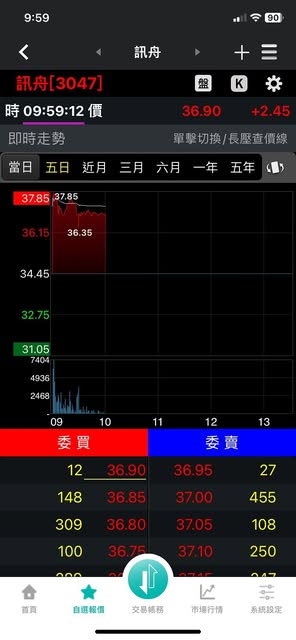 9:59
90
訊舟
訊舟[3047]
盤 K
時 09:59:12 價 36.90 +2.45
即時走勢 單擊切換/長壓查價線
當日 五日 近月 三月 六月 一年 五年
37.85 37.85
36.15 36.35
34.45
32.75
31.05
7404
4936
2468
-
09 10 11 12 13
委買 委賣
12 36.90 36.95 27
148 36.85 37.00 455
309 36.80 37.05 108
100 36.75 37.10 250
首頁 自選報價 交易帳務 市場行情 系統設定